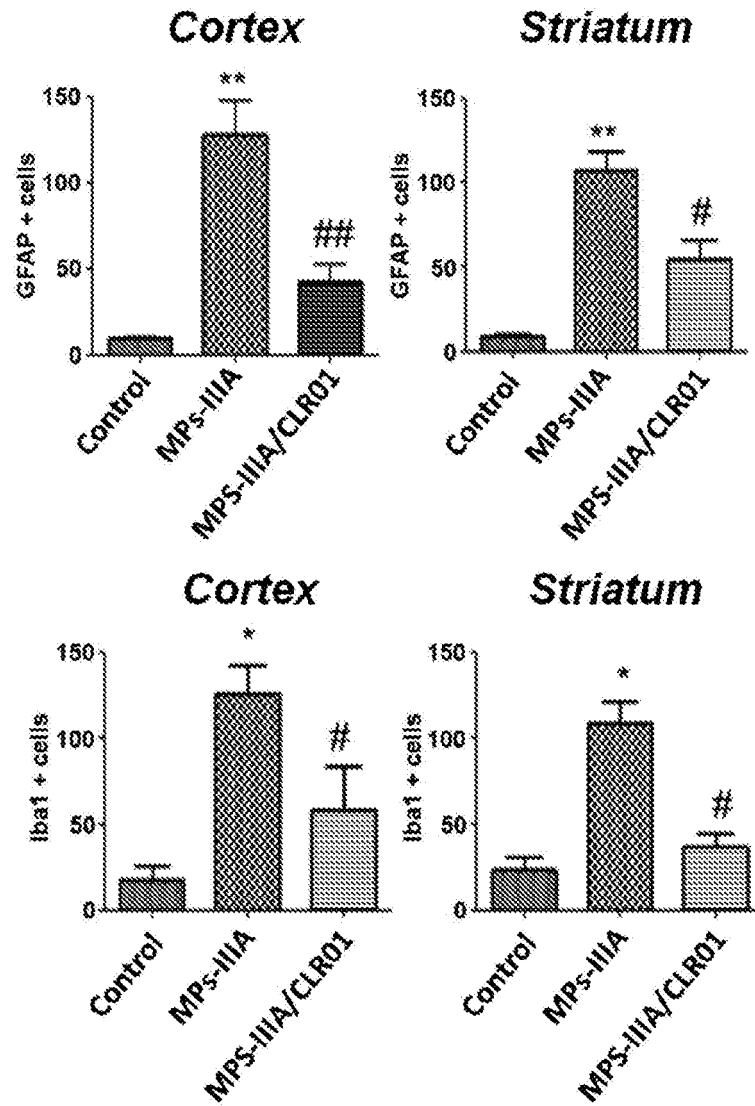 Cortex
Striatum
GFAP + cells
150
100
50
0
**
##
Control
MPs-IIIA
MPS-IIIA/CLR01
GFAP + cells
150
100
50
0
**
#
Control
MPs-IIIA
MPS-IIIA/CLR01
Cortex
Striatum
Iba1 + cells
150
100
50
0
*
#
Control
MPs-IIIA
MPS-IIIA/CLR01
Iba1 + cells
150
100
50
0
*
#
Control
MPs-IIIA
MPS-IIIA/CLR01